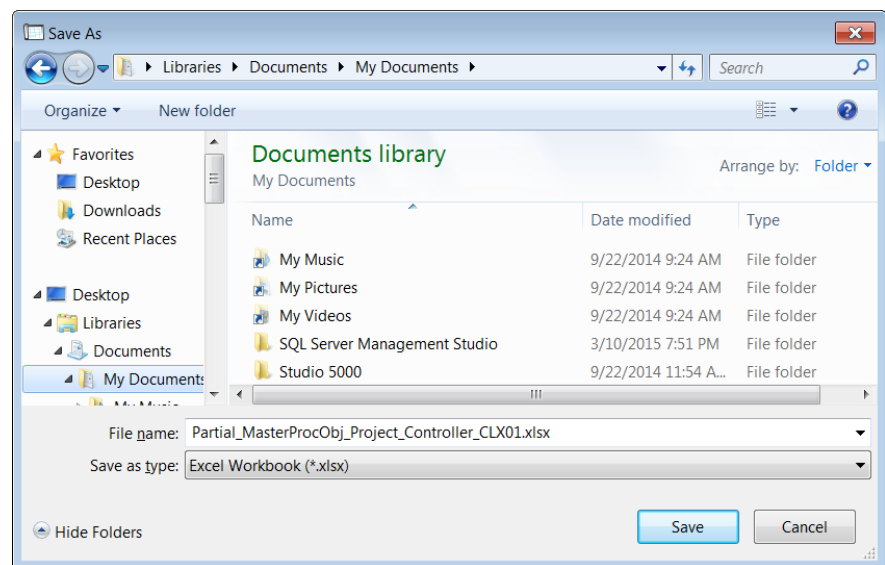 Save As
Libraries Documents My Documents
Search
Organize New folder
Favorites
Desktop
Downloads
Recent Places
Desktop
Libraries
Documents
My Documents
My Music
Documents library
My Documents
Arrange by: Folder
Name Date modified Type
My Music 9/22/2014 9:24 AM File folder
My Pictures 9/22/2014 9:24 AM File folder
My Videos 9/22/2014 9:24 AM File folder
SQL Server Management Studio 3/10/2015 7:51 PM File folder
Studio 5000 9/22/2014 11:54 A... File folder
File name: Partial_MasterProcObj_Project_Controller_CLX01.xlsx
Save as type: Excel Workbook (*.xlsx)
Hide Folders
Save Cancel